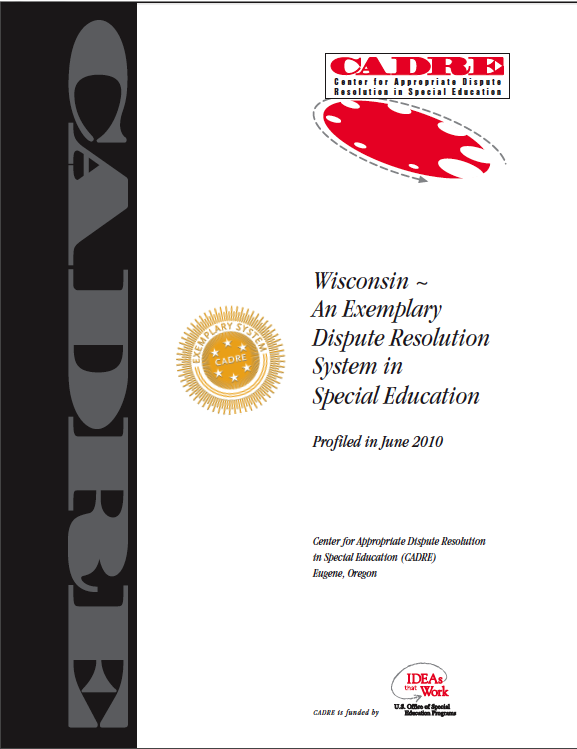 CADRE
CADRE
Center for Appropriate Dispute
Resolution in Special Education
Wisconsin ~
An Exemplary
Dispute Resolution
System in
Special Education
EXEMPLARY SYSTEM
CADRE
Profiled in June 2010
Center for Appropriate Dispute Resolution
in Special Education (CADRE)
Eugene, Oregon
IDEAs
that Work
U.S. Office of Special
Education Programs
CADRE is funded by